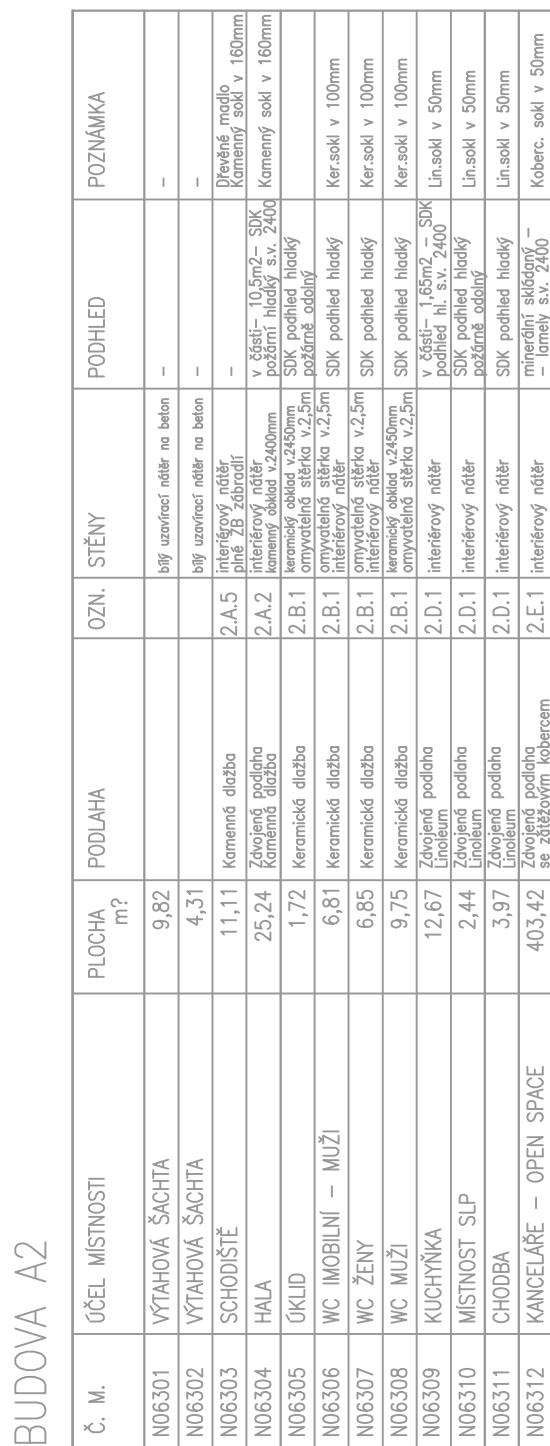 BUDOVA A2
Č. M. ÚČEL MÍSTNOSTI PLOCHA m? PODLAHA OZN. STĚNY PODHLED POZNÁMKA
N06301 VÝTAHOVÁ ŠACHTA 9,82 bílý uzavírací nátěr na beton – –
N06302 VÝTAHOVÁ ŠACHTA 4,31 bílý uzavírací nátěr na beton – –
N06303 SCHODIŠTĚ 11,11 Kamenná dlažba 2.A.5 interiérový nátěr plné ŽB zábradlí – Dřevěné madlo Kamenný sokl v 160mm
N06304 HALA 25,24 Zdvojená podlaha Kamenná dlažba 2.A.2 interiérový nátěr kamenný obklad v.2400mm v části– 10,5m2– SDK požární hladký s.v. 2400 Kamenný sokl v 160mm
N06305 ÚKLID 1,72 Keramická dlažba 2.B.1 keramický obklad v.2450mm omyvatelná stěrka v.2,5m SDK podhled hladký požárně odolný
N06306 WC IMOBILNÍ – MUŽI 6,81 Keramická dlažba 2.B.1 omyvatelná stěrka v.2,5m interiérový nátěr SDK podhled hladký Ker.sokl v 100mm
N06307 WC ŽENY 6,85 Keramická dlažba 2.B.1 omyvatelná stěrka v.2,5m interiérový nátěr SDK podhled hladký Ker.sokl v 100mm
N06308 WC MUŽI 9,75 Keramická dlažba 2.B.1 keramický obklad v.2450mm omyvatelná stěrka v.2,5m SDK podhled hladký Ker.sokl v 100mm
N06309 KUCHYŇKA 12,67 Zdvojená podlaha Linoleum 2.D.1 interiérový nátěr v části– 1,65m2 – SDK podhled hl. s.v. 2400 Lin.sokl v 50mm
N06310 MÍSTNOST SLP 2,44 Zdvojená podlaha Linoleum 2.D.1 interiérový nátěr SDK podhled hladký požárně odolný Lin.sokl v 50mm
N06311 CHODBA 3,97 Zdvojená podlaha Linoleum 2.D.1 interiérový nátěr SDK podhled hladký Lin.sokl v 50mm
N06312 KANCELÁŘE – OPEN SPACE 403,42 Zdvojená podlaha se zátěžovým kobercem 2.E.1 interiérový nátěr minerální skládaný – – lamely s.v. 2400 Koberc. sokl v 50mm